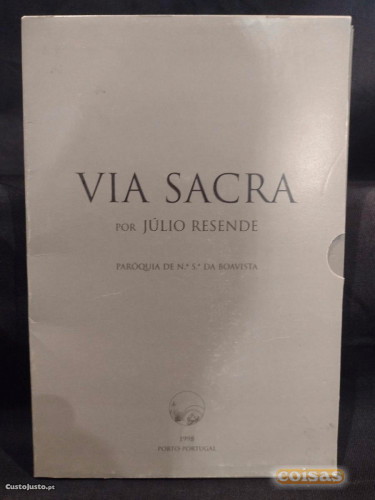 VIA SACRA
POR JÚLIO RESENDE
PARÓQUIA DE N.ª S.ª DA BOAVISTA
1998
PORTO-PORTUGAL
CustoJusto.pt
coisas